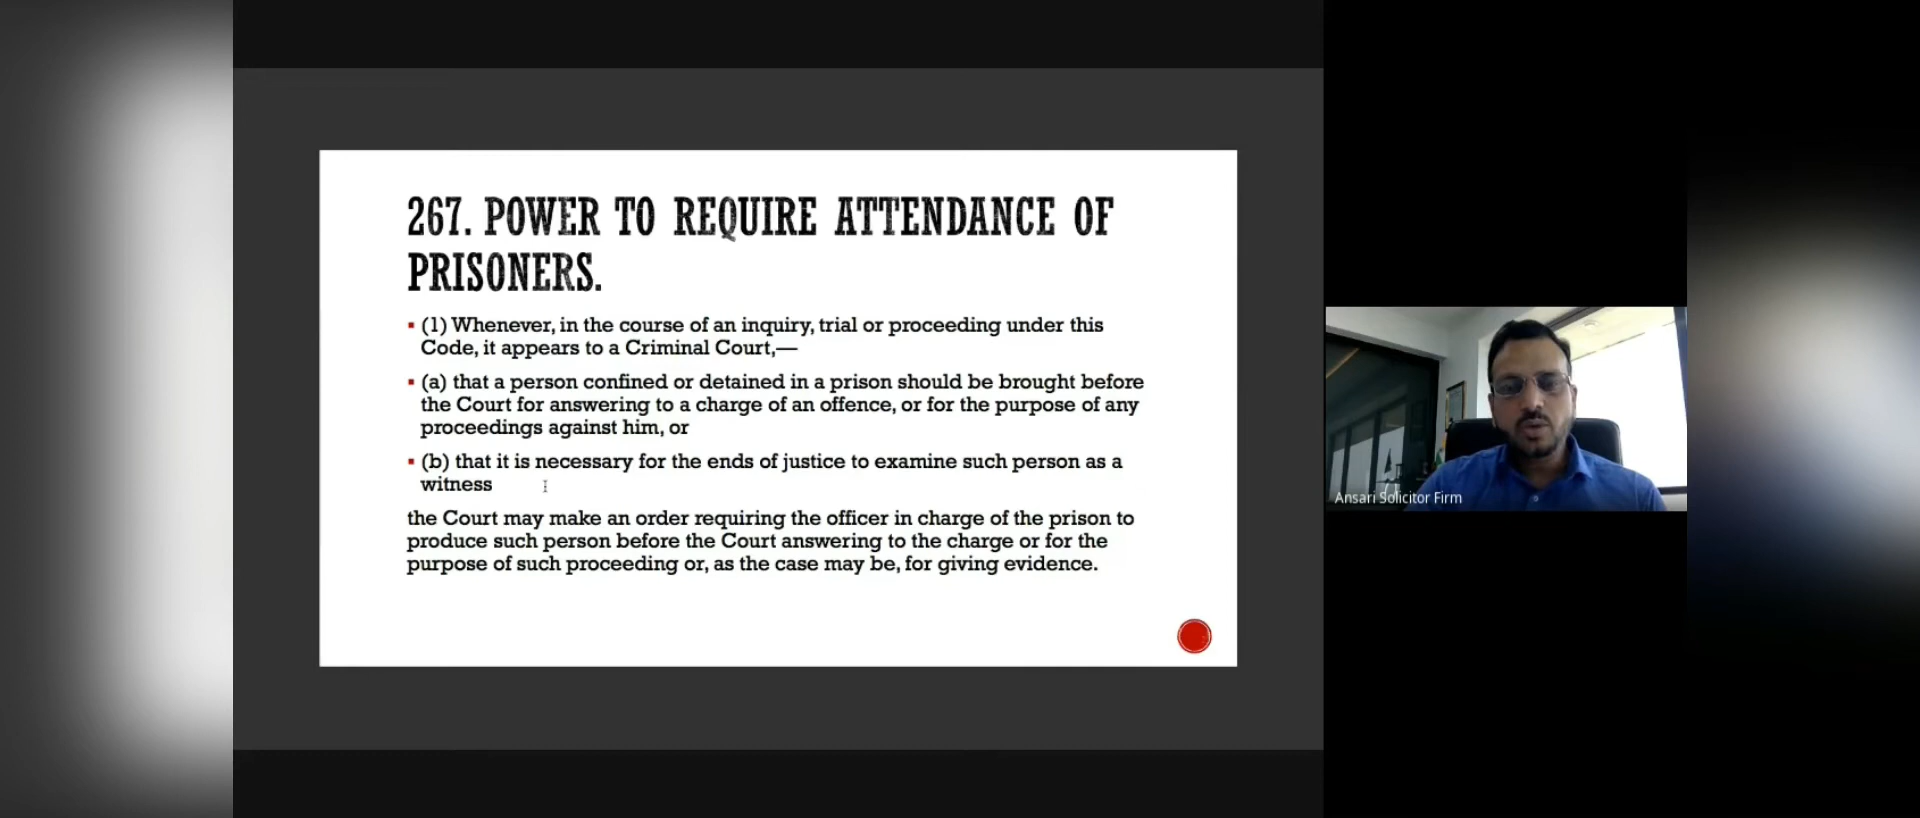 267. POWER TO REQUIRE ATTENDANCE OF
PRISONERS.
▪ (1) Whenever, in the course of an inquiry, trial or proceeding under this
Code, it appears to a Criminal Court,—
▪ (a) that a person confined or detained in a prison should be brought before
the Court for answering to a charge of an offence, or for the purpose of any
proceedings against him, or
▪ (b) that it is necessary for the ends of justice to examine such person as a
witness
the Court may make an order requiring the officer in charge of the prison to
produce such person before the Court answering to the charge or for the
purpose of such proceeding or, as the case may be, for giving evidence.
Ansari Solicitor Firm